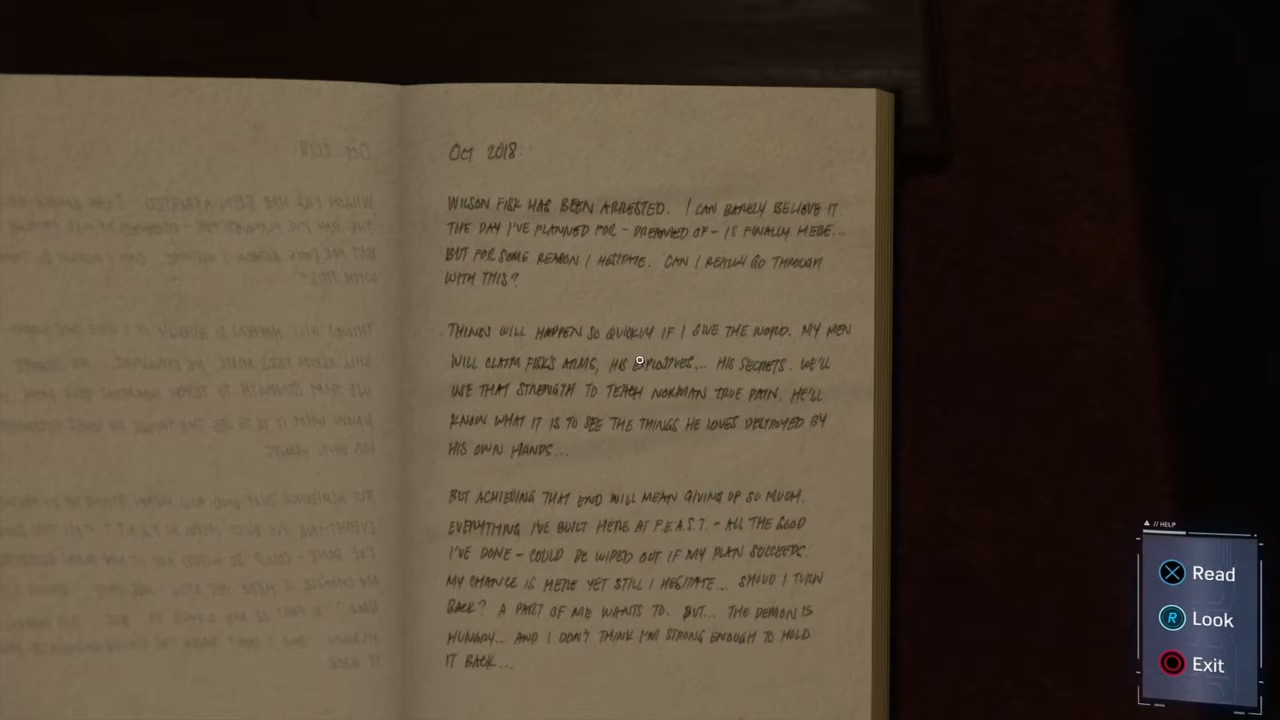 Oct 2018:
WILSON FISK HAS BEEN ARRESTED. I CAN BARELY BELIEVE IT
THE DAY I'VE PLANNED FOR - DREAMED OF - IS FINALLY HERE...
BUT FOR SOME REASON I HESITATE. CAN I REALLY GO THROUGH
WITH THIS?
THINGS WILL HAPPEN SO QUICKLY IF I GIVE THE WORD. MY MEN
WILL CLAIM FISK'S ARMS, HIS EXPLOSIVES... HIS SECRETS. WE'LL
USE THAT STRENGTH TO TEACH NORMAN TRUE PAIN. HE'LL
KNOW WHAT IT IS TO SEE THE THINGS HE LOVES DESTROYED BY
HIS OWN HANDS...
BUT ACHIEVING THAT END WILL MEAN GIVING UP SO MUCH.
EVERYTHING I'VE BUILT HERE AT F.E.A.S.T. - ALL THE GOOD
I'VE DONE - COULD BE WIPED OUT IF MY PLAN SUCCEEDS.
MY CHANCE IS HERE YET STILL I HESITATE... SHOUD I TURN
BACK? A PART OF ME WANTS TO. BUT... THE DEMON IS
HUNGRY... AND I DON'T THINK I'M STRONG ENOUGH TO HOLD
IT BACK...
// HELP
Read
R Look
Exit